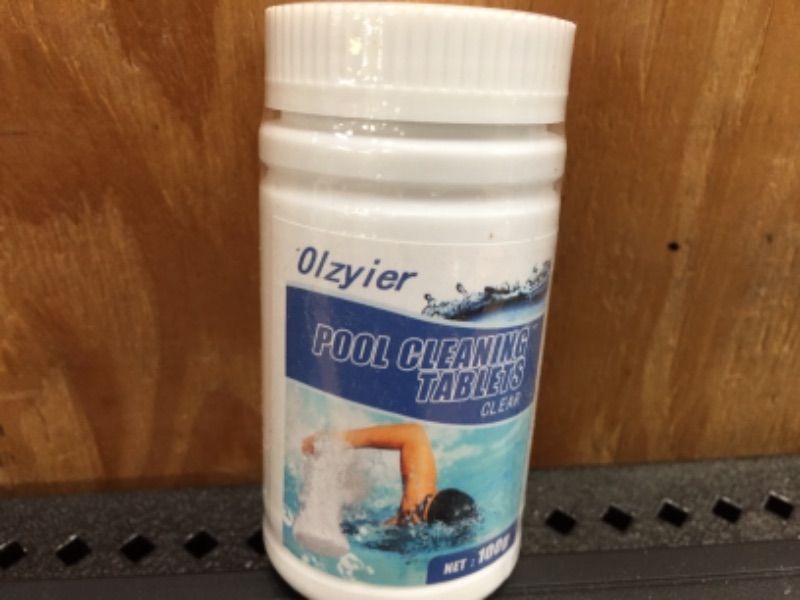 Olzyier
POOL CLEANING
TABLETS
CLEAR
NET : 100g